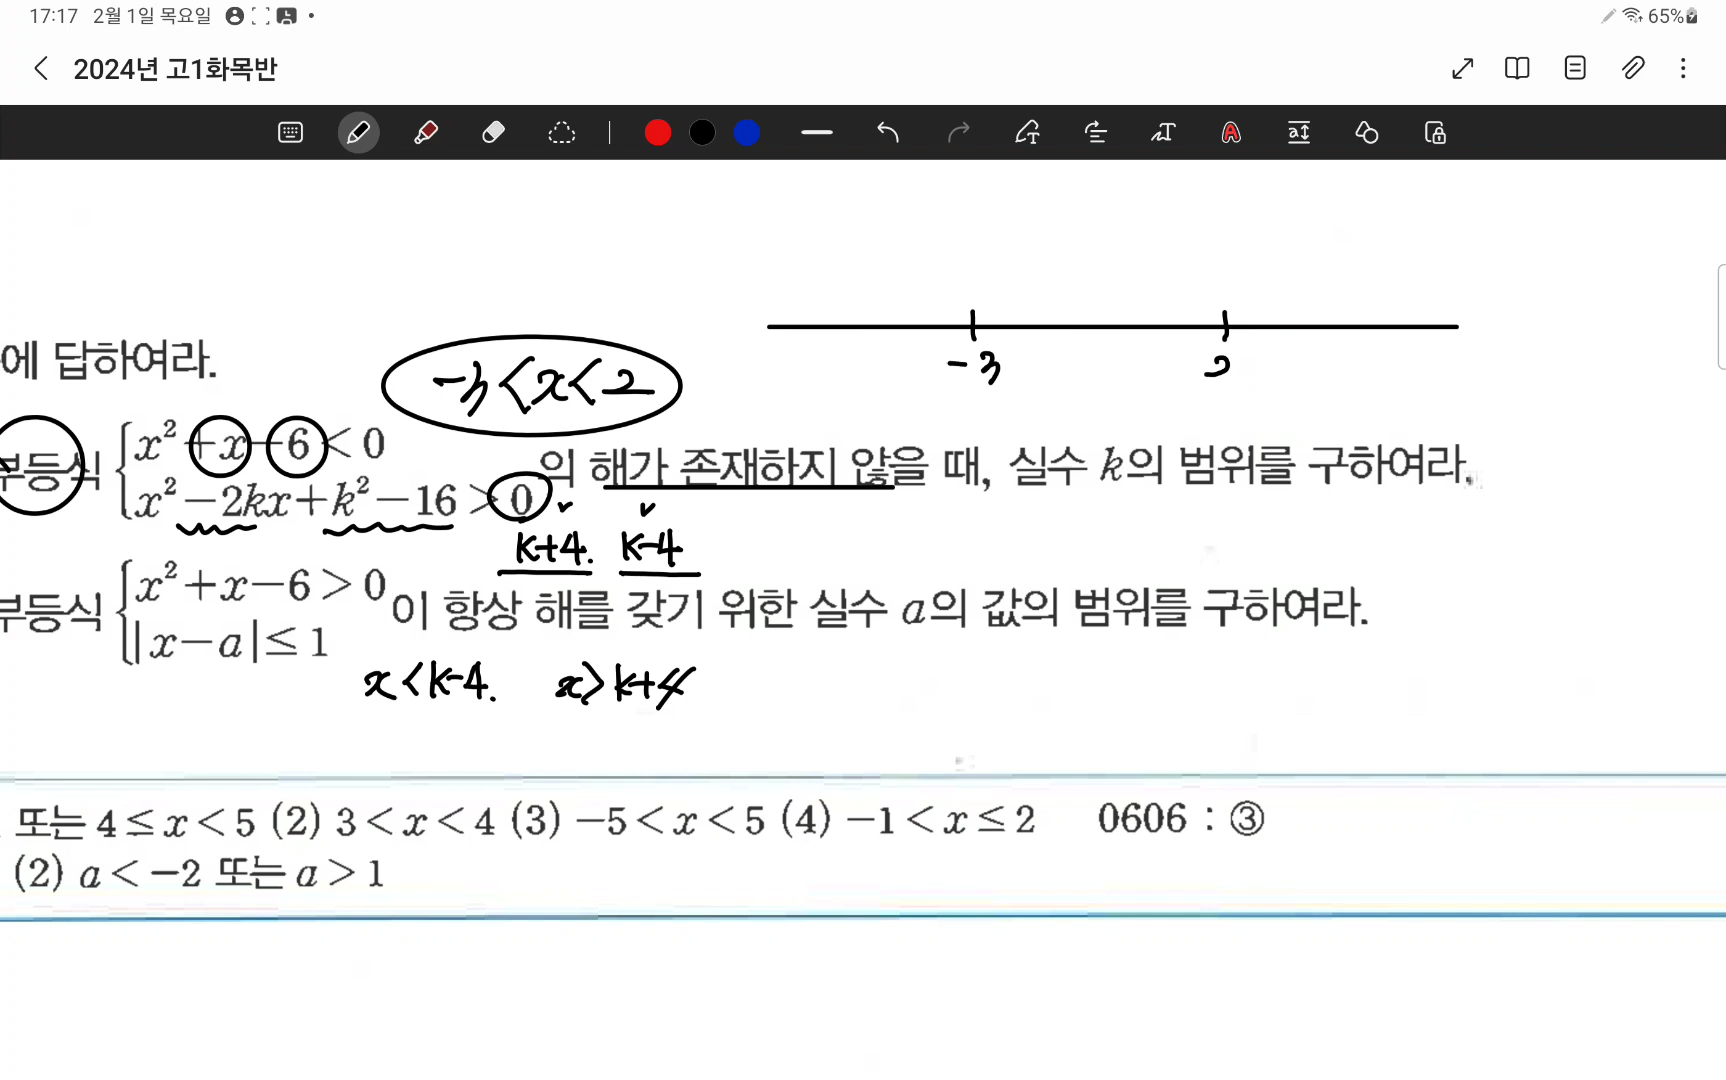 17:17 2월 1일 목요일
65%
2024년 고1화목반
-3 2
에 답하여라.
-3<x<2
부등식 {x²+x-6<0
x²-2kx+k²-16>0 의 해가 존재하지 않을 때, 실수 k의 범위를 구하여라.
k+4. k-4
부등식 {x²+x-6>0
|x-a|≤1 이 항상 해를 갖기 위한 실수 a의 값의 범위를 구하여라.
x<k-4. x>k+4
또는 4≤x<5 (2) 3<x<4 (3) -5<x<5 (4) -1<x≤2 0606 : ③
(2) a<-2 또는 a>1